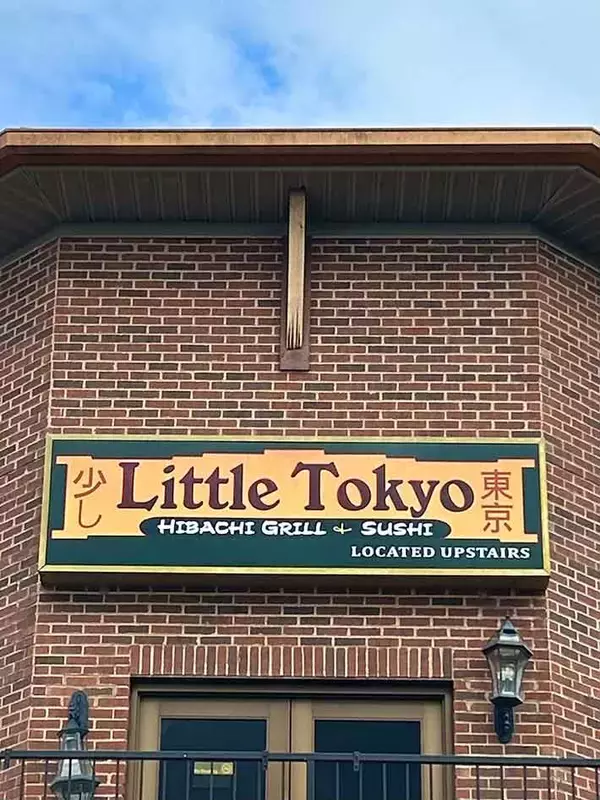 少し
Little Tokyo
東京
HIBACHI GRILL & SUSHI
LOCATED UPSTAIRS